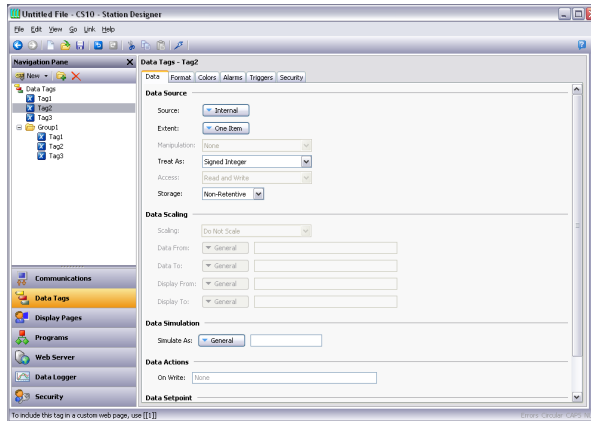 Untitled File - CS10 - Station Designer
File Edit View Go Link Help
Navigation Pane X
New
Data Tags
Tag1
Tag2
Tag3
Group1
Tag1
Tag2
Tag3
Communications
Data Tags
Display Pages
Programs
Web Server
Data Logger
Security
Data Tags - Tag2
Data Format Colors Alarms Triggers Security
Data Source
Source: Internal
Extent: One Item
Manipulation: None
Treat As: Signed Integer
Access: Read and Write
Storage: Non-Retentive
Data Scaling
Scaling: Do Not Scale
Data From: General
Data To: General
Display From: General
Display To: General
Data Simulation
Simulate As: General
Data Actions
On Write: None
Data Setpoint
To include this tag in a custom web page, use [[1]]
Errors Circular CAPS